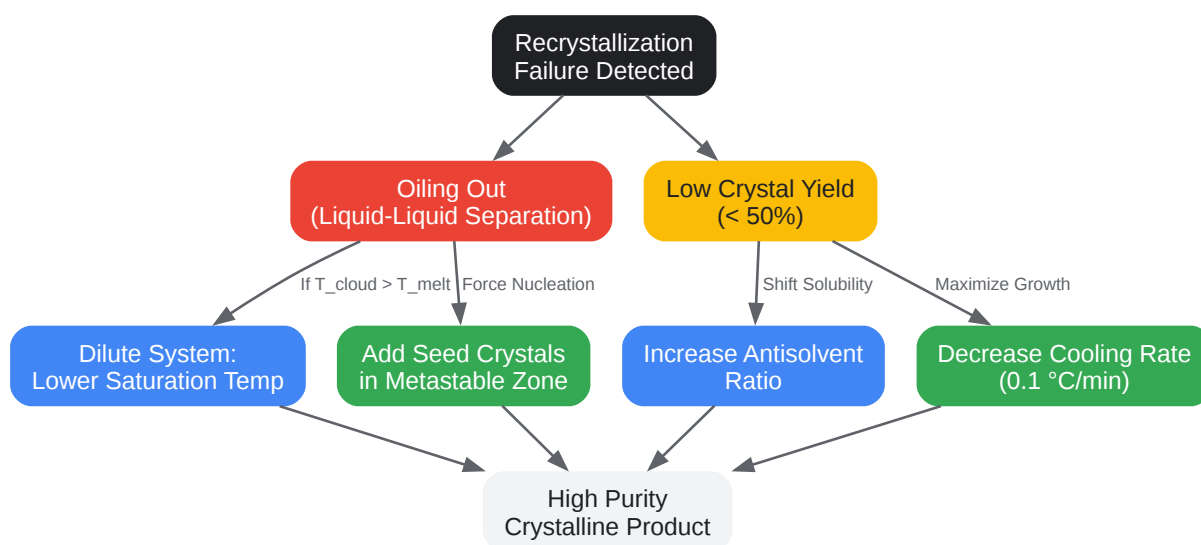 Recrystallization
Failure Detected
Oiling Out
(Liquid-Liquid Separation)
Low Crystal Yield
(< 50%)
If T_cloud > T_melt
Force Nucleation
Shift Solubility
Maximize Growth
Dilute System:
Lower Saturation Temp
Add Seed Crystals
in Metastable Zone
Increase Antisolvent
Ratio
Decrease Cooling Rate
(0.1 °C/min)
High Purity
Crystalline Product